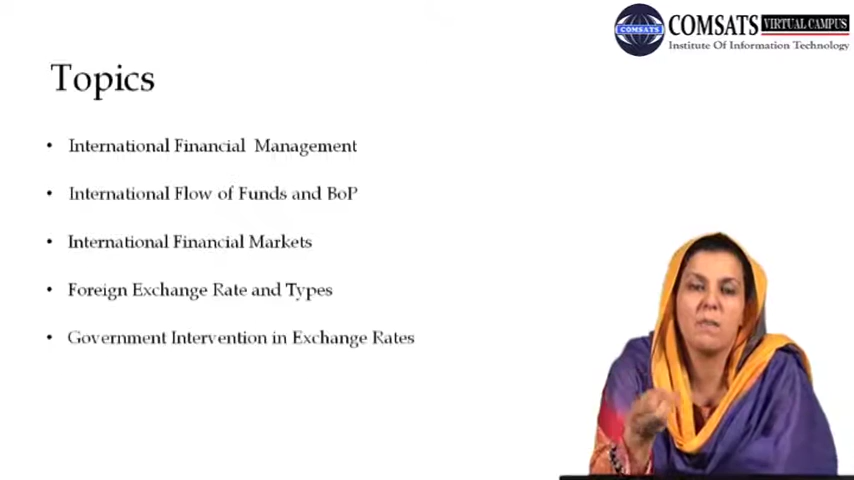 COMSATS VIRTUAL CAMPUS
COMSATS
Institute Of Information Technology
Topics
• International Financial Management
• International Flow of Funds and BoP
• International Financial Markets
• Foreign Exchange Rate and Types
• Government Intervention in Exchange Rates